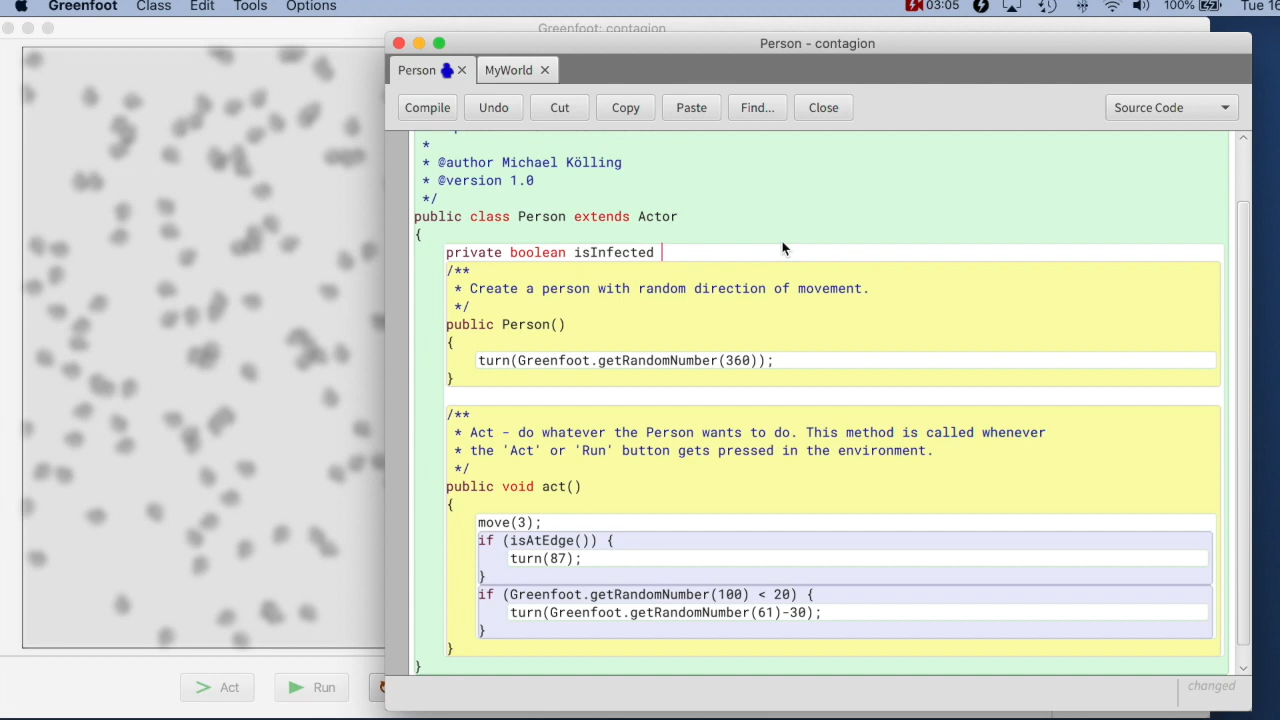 Greenfoot Class Edit Tools Options 03:05 100% Tue 16
Greenfoot: contagion
Person - contagion
Person MyWorld
Compile Undo Cut Copy Paste Find... Close Source Code
*
* @author Michael Kölling
* @version 1.0
*/
public class Person extends Actor
{
private boolean isInfected
/**
* Create a person with random direction of movement.
*/
public Person()
{
turn(Greenfoot.getRandomNumber(360));
}
/**
* Act - do whatever the Person wants to do. This method is called whenever
* the 'Act' or 'Run' button gets pressed in the environment.
*/
public void act()
{
move(3);
if (isAtEdge()) {
turn(87);
}
if (Greenfoot.getRandomNumber(100) < 20) {
turn(Greenfoot.getRandomNumber(61)-30);
}
}
}
Act Run
changed